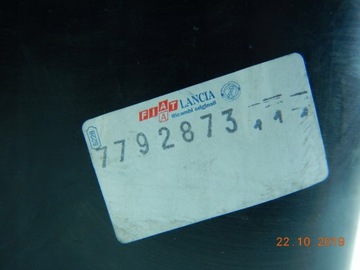 FIAT LANCIA
A Ricambi originali
7792873
22.10.2019